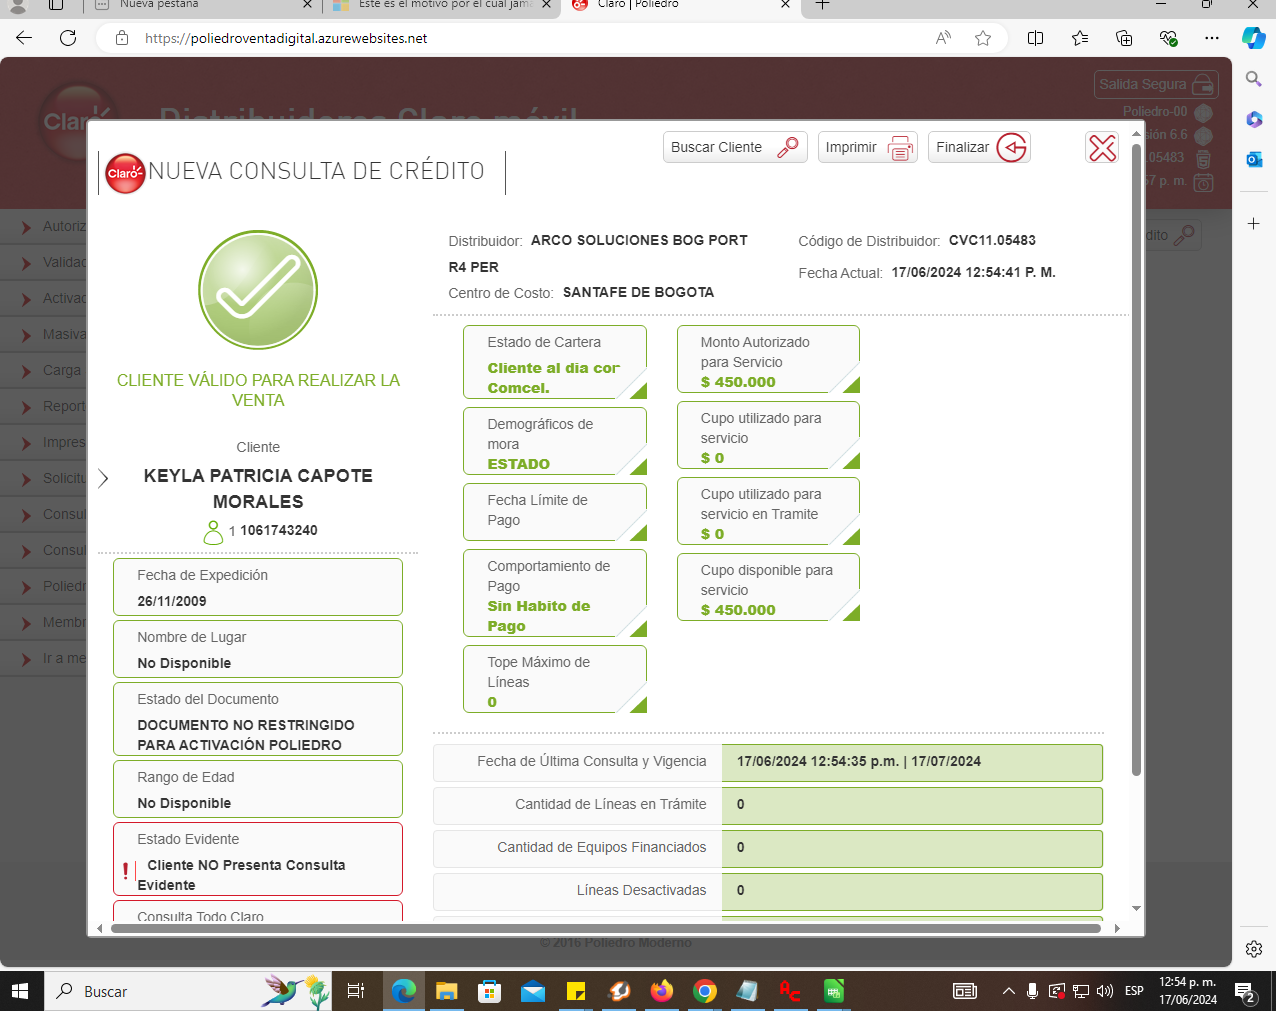 Nueva pestaña
Este es el motivo por el cual jam
Claro | Poliedro
https://poliedroventadigital.azurewebsites.net
Salida Segura
Poliedro-00
sión 6.6
.05483
57 p. m.
Distribuidores Claro móvil
Claro
Buscar Cliente
Imprimir
Finalizar
Claro
NUEVA CONSULTA DE CRÉDITO
Autoriz
Validac
Activac
Masiva
Carga
Report
Impres
Solicitu
Consul
Consul
Poliedr
Membr
Ir a me
dito
CLIENTE VÁLIDO PARA REALIZAR LA
VENTA
Cliente
KEYLA PATRICIA CAPOTE
MORALES
1 1061743240
Fecha de Expedición
26/11/2009
Nombre de Lugar
No Disponible
Estado del Documento
DOCUMENTO NO RESTRINGIDO
PARA ACTIVACIÓN POLIEDRO
Rango de Edad
No Disponible
Estado Evidente
! Cliente NO Presenta Consulta
Evidente
Consulta Todo Claro
Distribuidor: ARCO SOLUCIONES BOG PORT
R4 PER
Centro de Costo: SANTAFE DE BOGOTA
Código de Distribuidor: CVC11.05483
Fecha Actual: 17/06/2024 12:54:41 P. M.
Estado de Cartera
Cliente al dia con
Comcel.
Demográficos de
mora
ESTADO
Fecha Límite de
Pago
Comportamiento de
Pago
Sin Habito de
Pago
Tope Máximo de
Líneas
0
Monto Autorizado
para Servicio
$ 450.000
Cupo utilizado para
servicio
$ 0
Cupo utilizado para
servicio en Tramite
$ 0
Cupo disponible para
servicio
$ 450.000
Fecha de Última Consulta y Vigencia 17/06/2024 12:54:35 p.m. | 17/07/2024
Cantidad de Líneas en Trámite 0
Cantidad de Equipos Financiados 0
Líneas Desactivadas 0
© 2016 Poliedro Moderno
Buscar
ESP
12:54 p. m.
17/06/2024
2